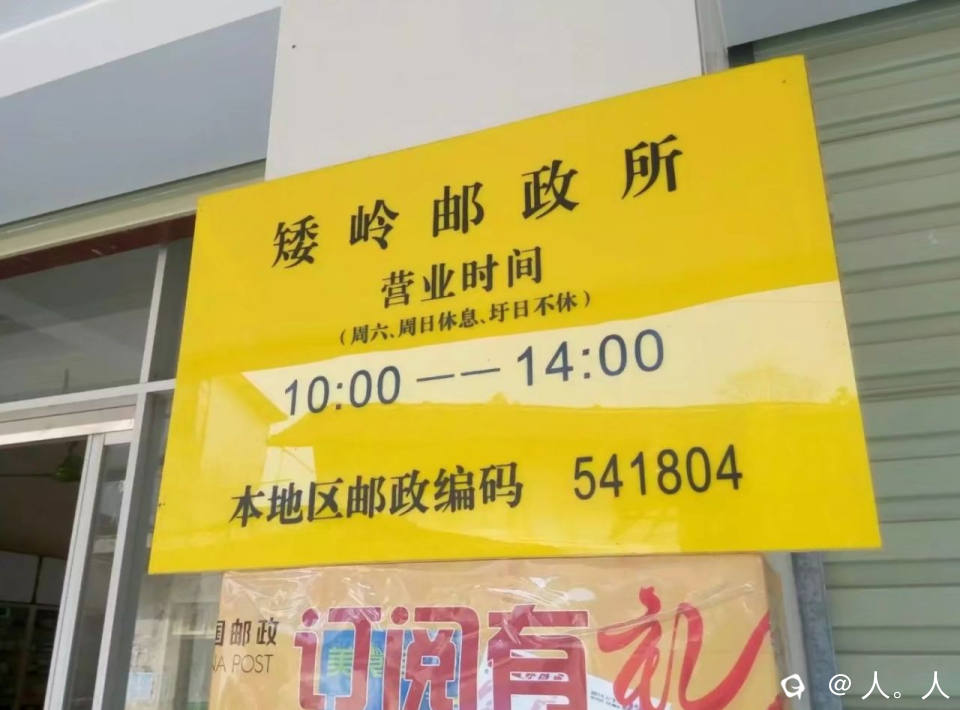 矮岭邮政所
营业时间
(周六、周日休息、圩日不休)
10:00——14:00
本地区邮政编码 541804
国邮政
NA POST
订阅有礼
美食
@人。人